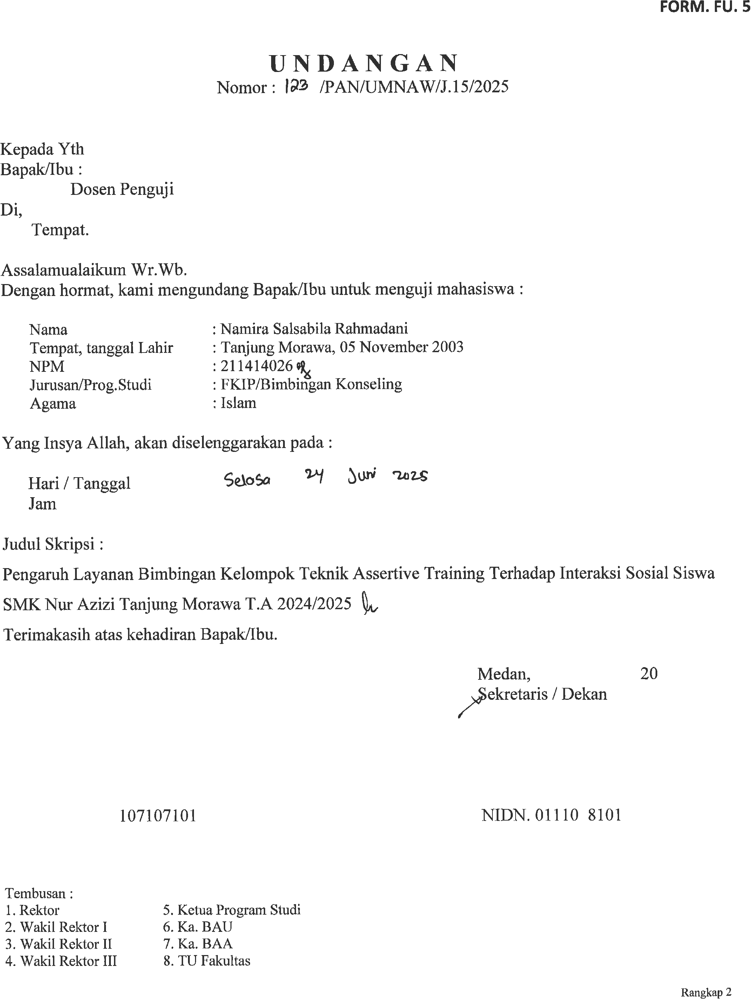 FORM. FU. 5
UNDANGAN
Nomor : 123 /PAN/UMNAW/J.15/2025
Kepada Yth
Bapak/Ibu :
Dosen Penguji
Di,
Tempat.
Assalamualaikum Wr.Wb.
Dengan hormat, kami mengundang Bapak/Ibu untuk menguji mahasiswa :
Nama : Namira Salsabila Rahmadani
Tempat, tanggal Lahir : Tanjung Morawa, 05 November 2003
NPM : 211414026
Jurusan/Prog.Studi : FKIP/Bimbingan Konseling
Agama : Islam
Yang Insya Allah, akan diselenggarakan pada :
Hari / Tanggal Selasa 24 Juni 2025
Jam
Judul Skripsi :
Pengaruh Layanan Bimbingan Kelompok Teknik Assertive Training Terhadap Interaksi Sosial Siswa
SMK Nur Azizi Tanjung Morawa T.A 2024/2025
Terimakasih atas kehadiran Bapak/Ibu.
Medan, 20
Sekretaris / Dekan
107107101 NIDN. 01110 8101
Tembusan :
1. Rektor 5. Ketua Program Studi
2. Wakil Rektor I 6. Ka. BAU
3. Wakil Rektor II 7. Ka. BAA
4. Wakil Rektor III 8. TU Fakultas
Rangkap 2